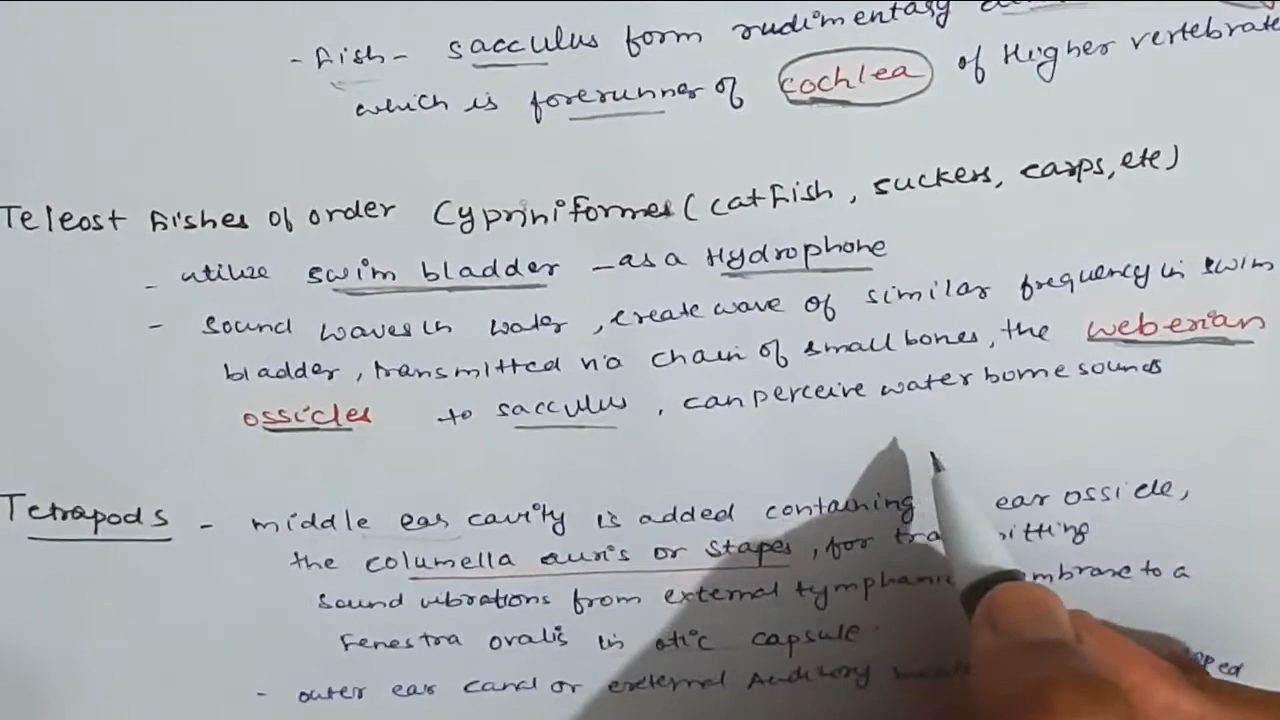 - Fish - sacculus form rudimentary
which is forerunner of cochlea of Higher vertebrate
Teleost fishes of order Cypriniformes (catfish, suckers, carps, etc)
- utilize swim bladder - as a Hydrophone
- sound waves in water, create wave of similar frequency in swim
bladder, transmitted via chain of small bones, the weberian
ossicles to sacculus, can perceive water borne sounds
Tetrapods - middle ear cavity is added containing ear ossicle,
the columella auris or stapes, for
sound vibrations from external tymphanic to a
Fenestra ovalis in otic capsule.
- outer ear canal or external Auditory